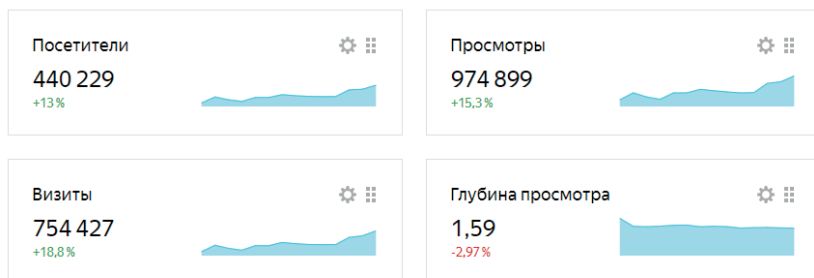 Посетители
440 229
+13 %
Просмотры
974 899
+15,3 %
Визиты
754 427
+18,8 %
Глубина просмотра
1,59
-2,97 %